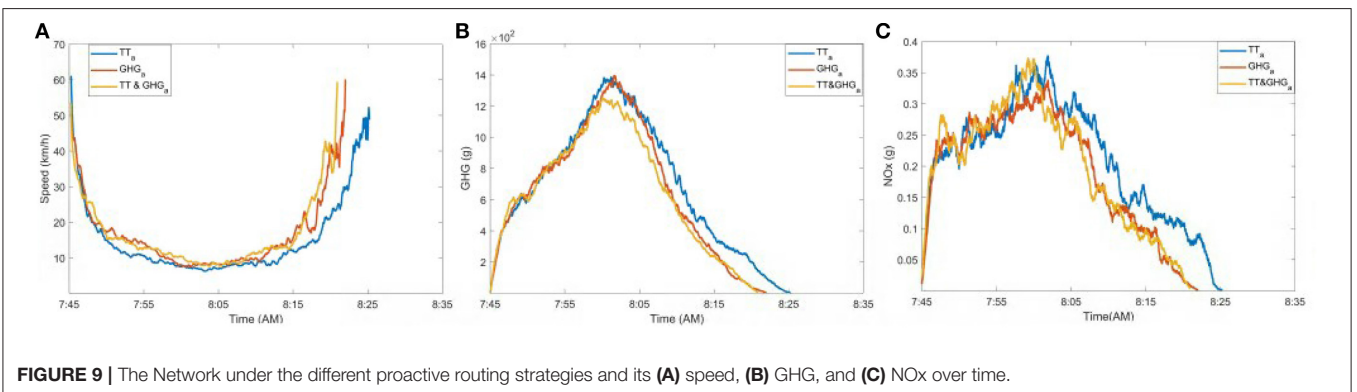 A
70
60
50
40
30
20
10
Speed (km/h)
TTa
GHGa
TT & GHGa
7:45
7:55
8:05
8:15
8:25
8:35
Time (AM)
B
×10²
16
14
12
10
8
6
4
2
GHG (g)
TTa
GHGa
TT&GHGa
7:45
7:55
8:05
8:15
8:25
8:35
Time (AM)
C
0.4
0.35
0.3
0.25
0.2
0.15
0.1
0.05
NOx (g)
TTa
GHGa
TT&GHGa
7:45
7:55
8:05
8:15
8:25
8:35
Time(AM)
FIGURE 9 | The Network under the different proactive routing strategies and its (A) speed, (B) GHG, and (C) NOx over time.